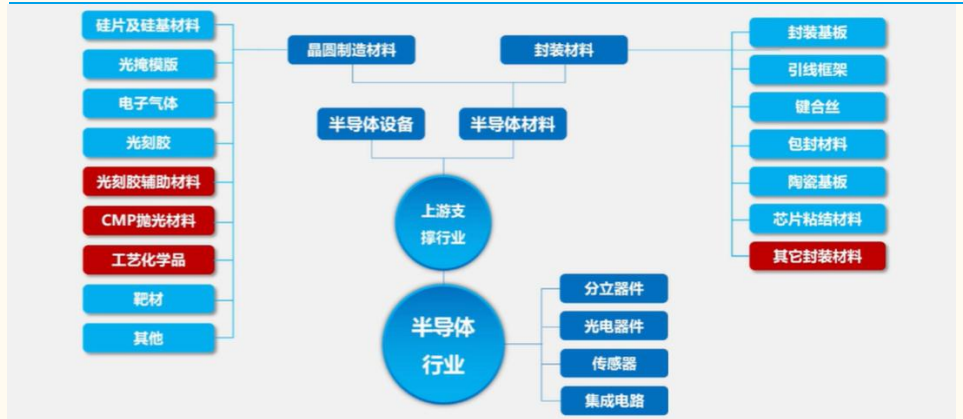 硅片及硅基材料
光掩模版
电子气体
光刻胶
光刻胶辅助材料
CMP抛光材料
工艺化学品
靶材
其他
晶圆制造材料
封装材料
半导体设备
半导体材料
上游支
撑行业
半导体
行业
分立器件
光电器件
传感器
集成电路
封装基板
引线框架
键合丝
包封材料
陶瓷基板
芯片粘结材料
其它封装材料